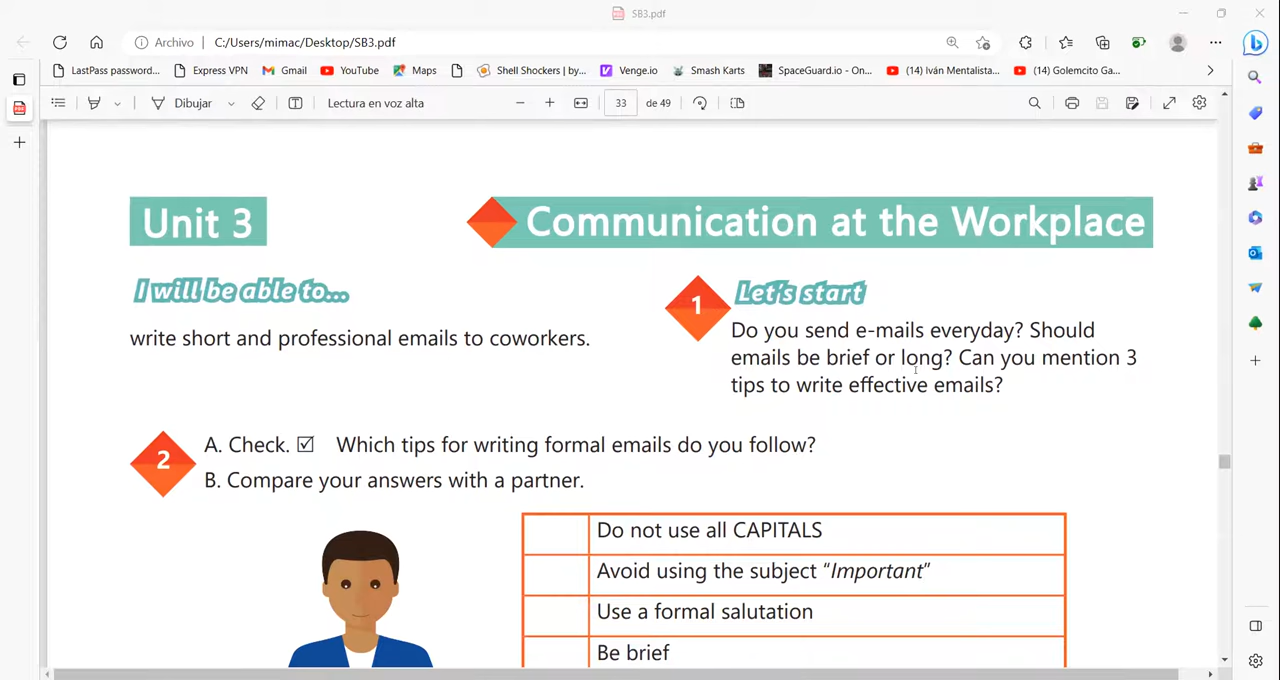 SB3.pdf
Archivo
C:/Users/mimac/Desktop/SB3.pdf
LastPass password...
Express VPN
Gmail
YouTube
Maps
Shell Shockers | by...
Venge.io
Smash Karts
SpaceGuard.io - On...
(14) Iván Mentalista...
(14) Golemcito Ga...
Dibujar
Lectura en voz alta
33
de 49
Unit 3
Communication at the Workplace
I will be able to...
write short and professional emails to coworkers.
1
Let's start
Do you send e-mails everyday? Should
emails be brief or long? Can you mention 3
tips to write effective emails?
2
A. Check. ☑ Which tips for writing formal emails do you follow?
B. Compare your answers with a partner.
Do not use all CAPITALS
Avoid using the subject “Important”
Use a formal salutation
Be brief